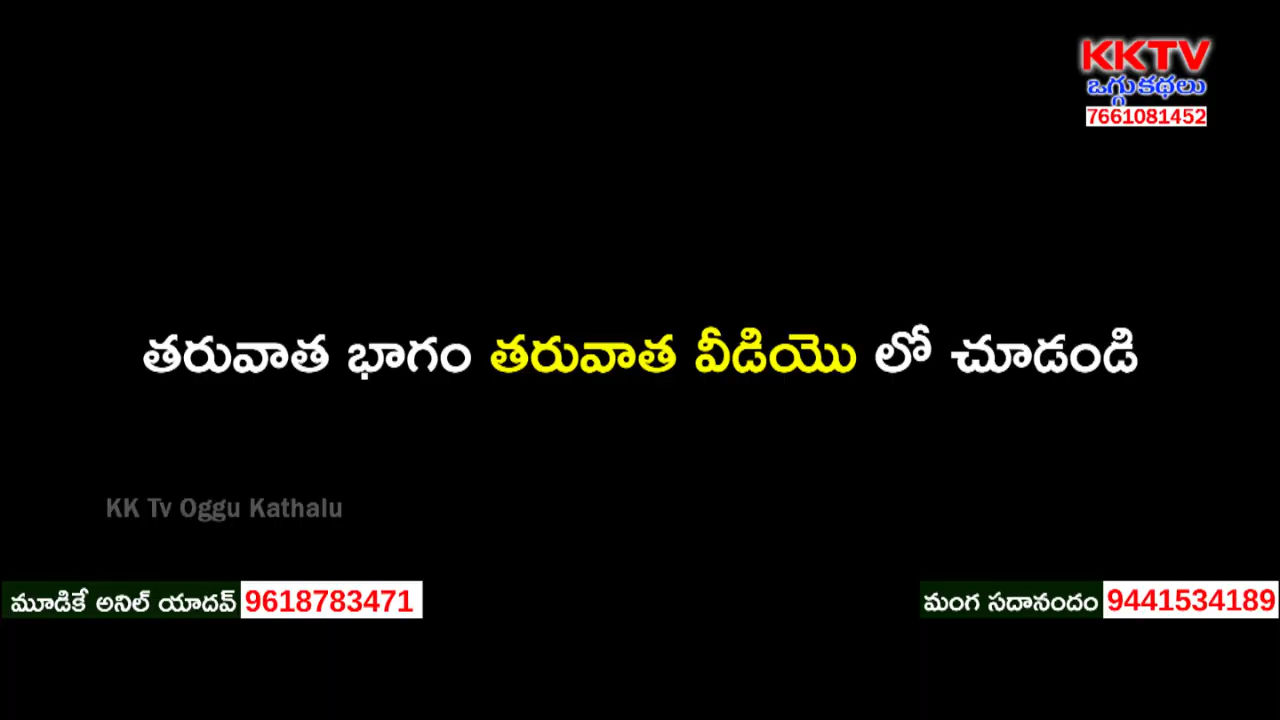 KKTV
ఒగ్గుకథలు
7661081452
తరువాత భాగం తరువాత వీడియొ లో చూడండి
KK Tv Oggu Kathalu
మూడికే అనిల్ యాదవ్ 9618783471
మంగ సదానందం 9441534189